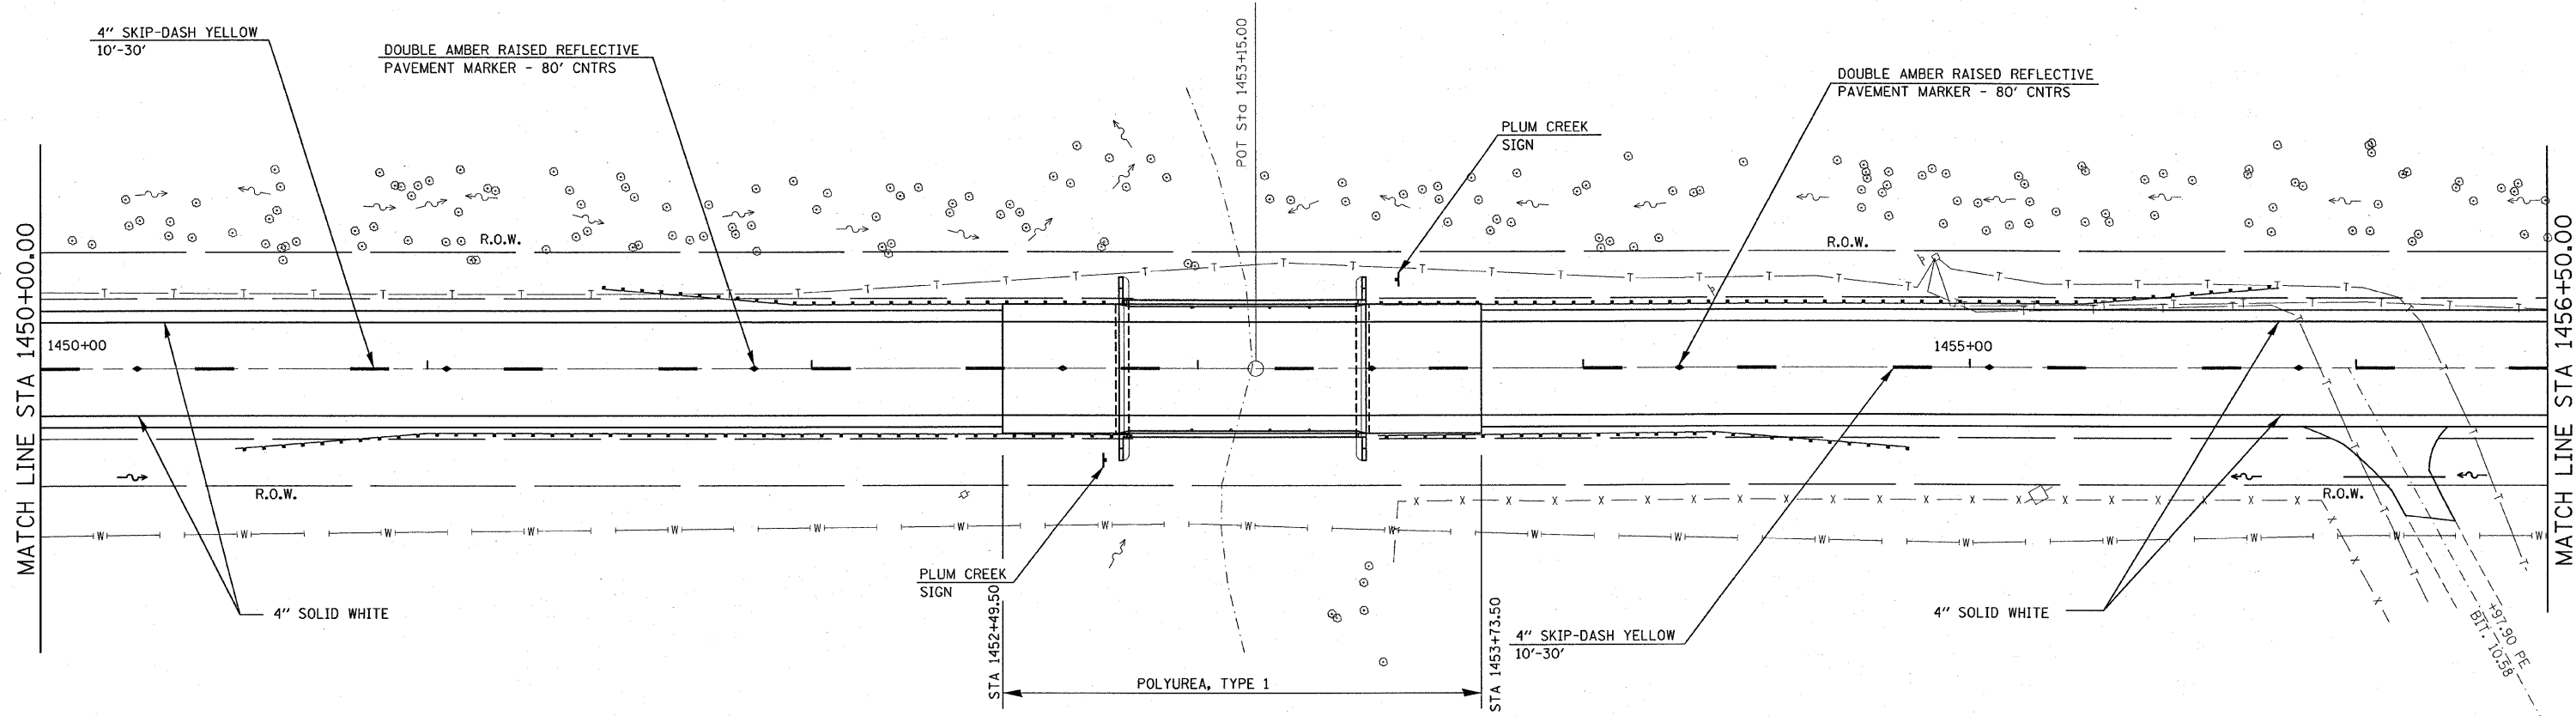 4" SKIP-DASH YELLOW
10'-30'
DOUBLE AMBER RAISED REFLECTIVE
PAVEMENT MARKER - 80' CNTRS
POT Sta 1453+15.00
PLUM CREEK
SIGN
DOUBLE AMBER RAISED REFLECTIVE
PAVEMENT MARKER - 80' CNTRS
MATCH LINE STA 1450+00.00
R.O.W.
R.O.W.
T T T T T T T T T T T T T T T T T T
1450+00
1455+00
MATCH LINE STA 1456+50.00
R.O.W.
R.O.W.
X X X X X X X X X X X X X X X X
W W W W W W W W W W W W W W W W W W
PLUM CREEK
SIGN
4" SOLID WHITE
STA 1452+49.50
POLYUREA, TYPE 1
STA 1453+73.50
4" SKIP-DASH YELLOW
10'-30'
4" SOLID WHITE
+97.90 PE
BIT. 10.58